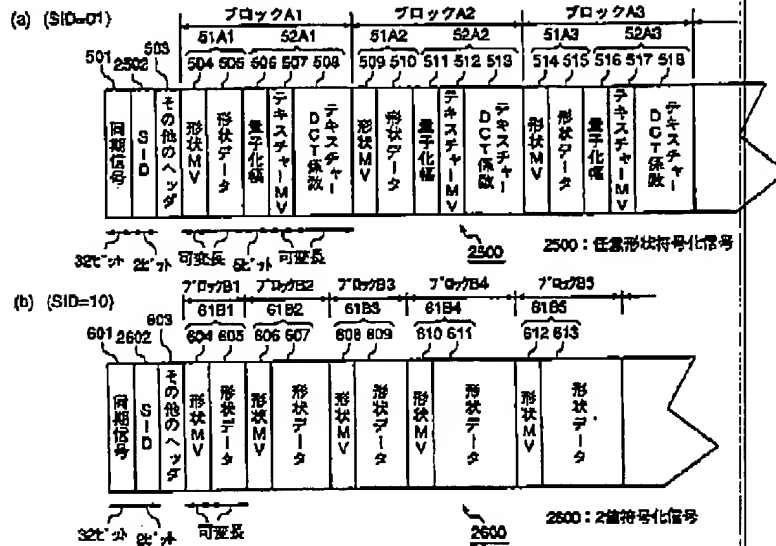 (a) (SID=01)
ブロックA1 ブロックA2 ブロックA3
51A1 52A1 51A2 52A2 51A3 52A3
501 2502 503 504 505 506 507 508 509 510 511 512 513 514 515 516 517 518
同期信号 SID その他のヘッダ 形状MV 形状データ 量子化幅 テキスチャーMV テキスチャーDCT係数 形状MV 形状データ 量子化幅 テキスチャーMV テキスチャーDCT係数 形状MV 形状データ 量子化幅 テキスチャーMV テキスチャーDCT係数
32ビット 2ビット 可変長 5ビット 可変長
2500
2500:任意形状符号化信号
(b) (SID=10)
ブロックB1 ブロックB2 ブロックB3 ブロックB4 ブロックB5
61B1 61B2 61B3 61B4 61B5
601 2602 603 604 605 606 607 608 609 610 611 612 613
同期信号 SID その他のヘッダ 形状MV 形状データ 形状MV 形状データ 形状MV 形状データ 形状MV 形状データ 形状MV 形状データ
32ビット 2ビット 可変長
2600
2600:2値符号化信号